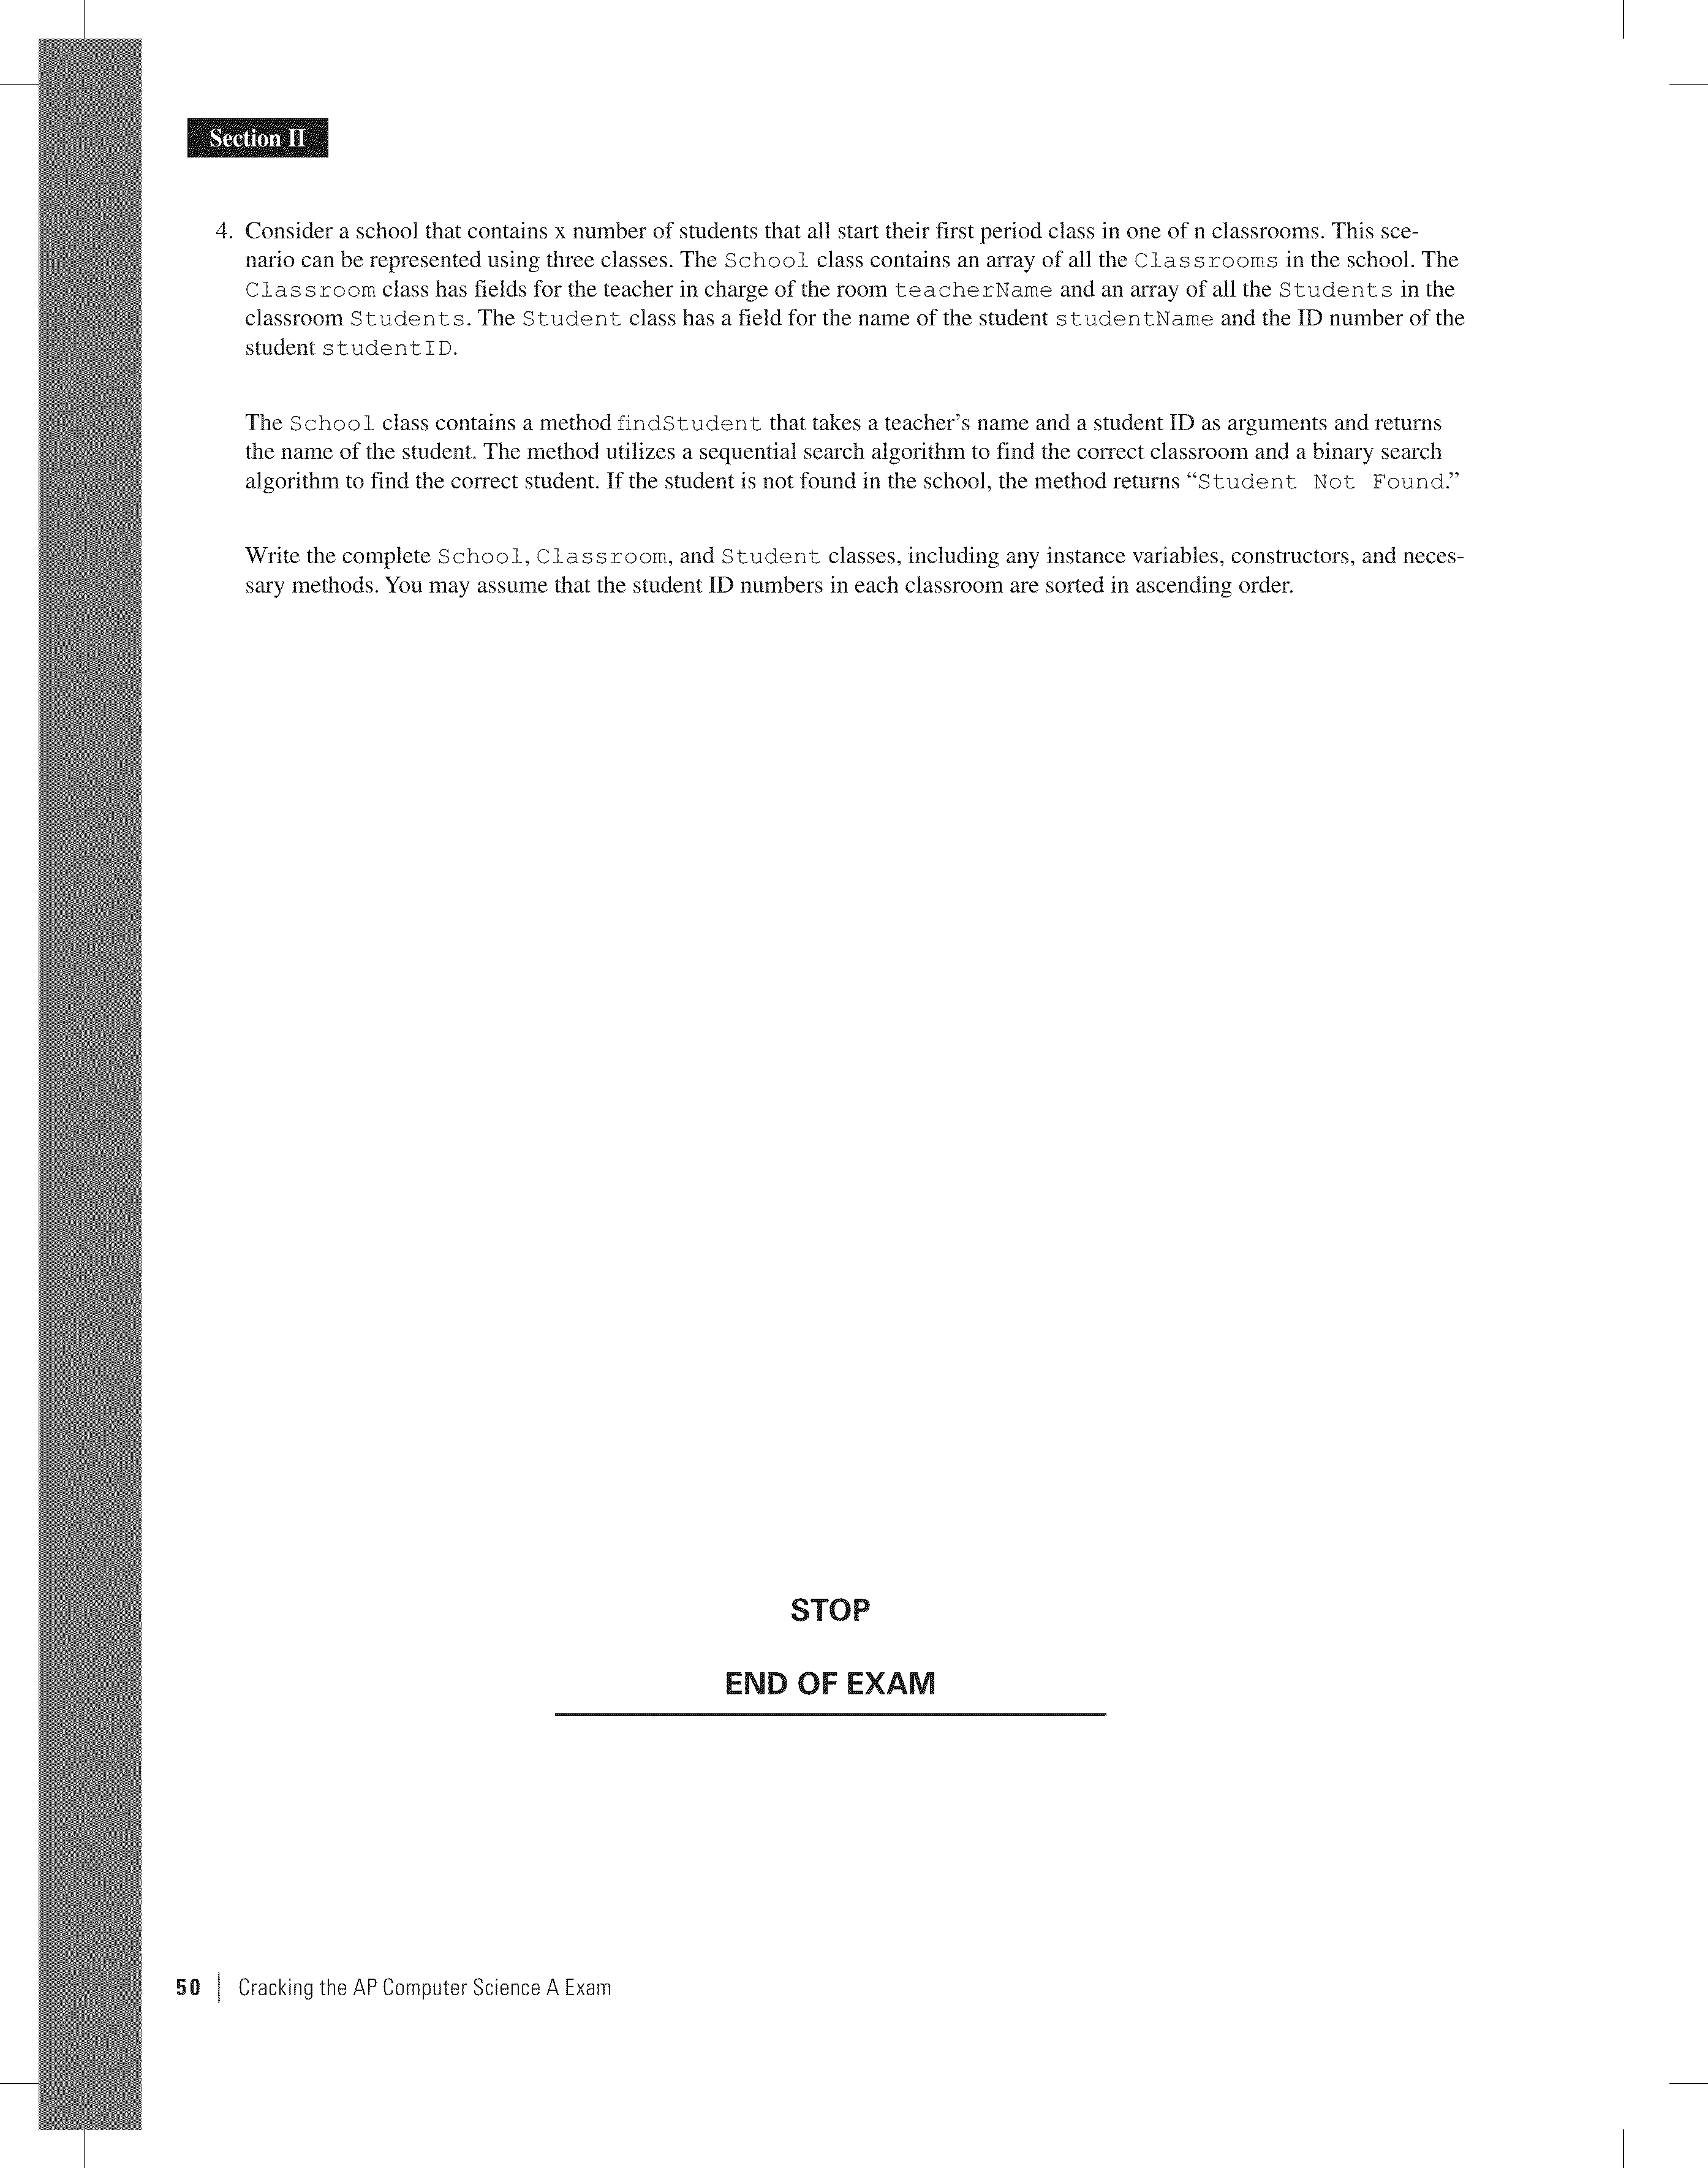 Section II
4. Consider a school that contains x number of students that all start their first period class in one of n classrooms. This sce-
nario can be represented using three classes. The School class contains an array of all the Classrooms in the school. The
Classroom class has fields for the teacher in charge of the room teacherName and an array of all the Students in the
classroom Students. The Student class has a field for the name of the student studentName and the ID number of the
student studentID.
The School class contains a method findStudent that takes a teacher’s name and a student ID as arguments and returns
the name of the student. The method utilizes a sequential search algorithm to find the correct classroom and a binary search
algorithm to find the correct student. If the student is not found in the school, the method returns “Student Not Found.”
Write the complete School, Classroom, and Student classes, including any instance variables, constructors, and neces-
sary methods. You may assume that the student ID numbers in each classroom are sorted in ascending order.
STOP
END OF EXAM
50 | Cracking the AP Computer Science A Exam